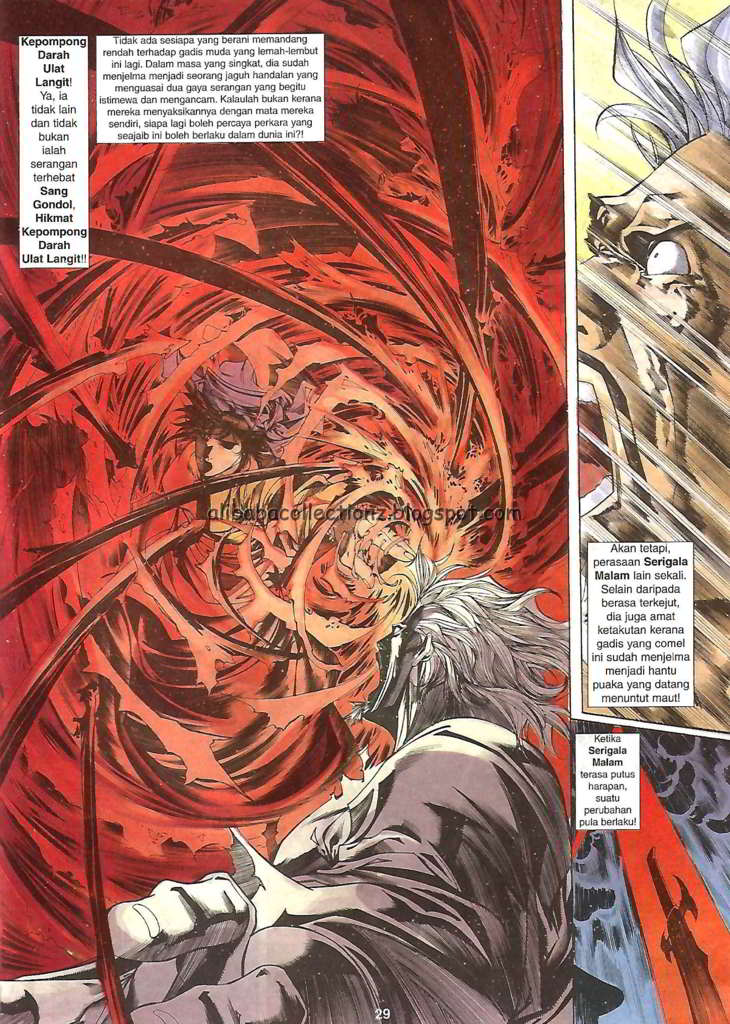 Kepompong
Darah
Ulat
Langit!
Ya, ia
tidak lain
dan tidak
bukan
ialah
serangan
terhebat
Sang
Gondol,
Hikmat
Kepompong
Darah
Ulat Langit!!
Tidak ada sesiapa yang berani memandang
rendah terhadap gadis muda yang lemah-lembut
ini lagi. Dalam masa yang singkat, dia sudah
menjelma menjadi seorang jaguh handalan yang
menguasai dua gaya serangan yang begitu
istimewa dan mengancam. Kalaulah bukan kerana
mereka menyaksikannya dengan mata mereka
sendiri, siapa lagi boleh percaya perkara yang
seajaib ini boleh berlaku dalam dunia ini?!
alisabacollectionz.blogspot.com
Akan tetapi,
perasaan Serigala
Malam lain sekali.
Selain daripada
berasa terkejut,
dia juga amat
ketakutan kerana
gadis yang comel
ini sudah menjelma
menjadi hantu
puaka yang datang
menuntut maut!
Ketika
Serigala
Malam
terasa putus
harapan,
suatu
perubahan
pula berlaku!
29